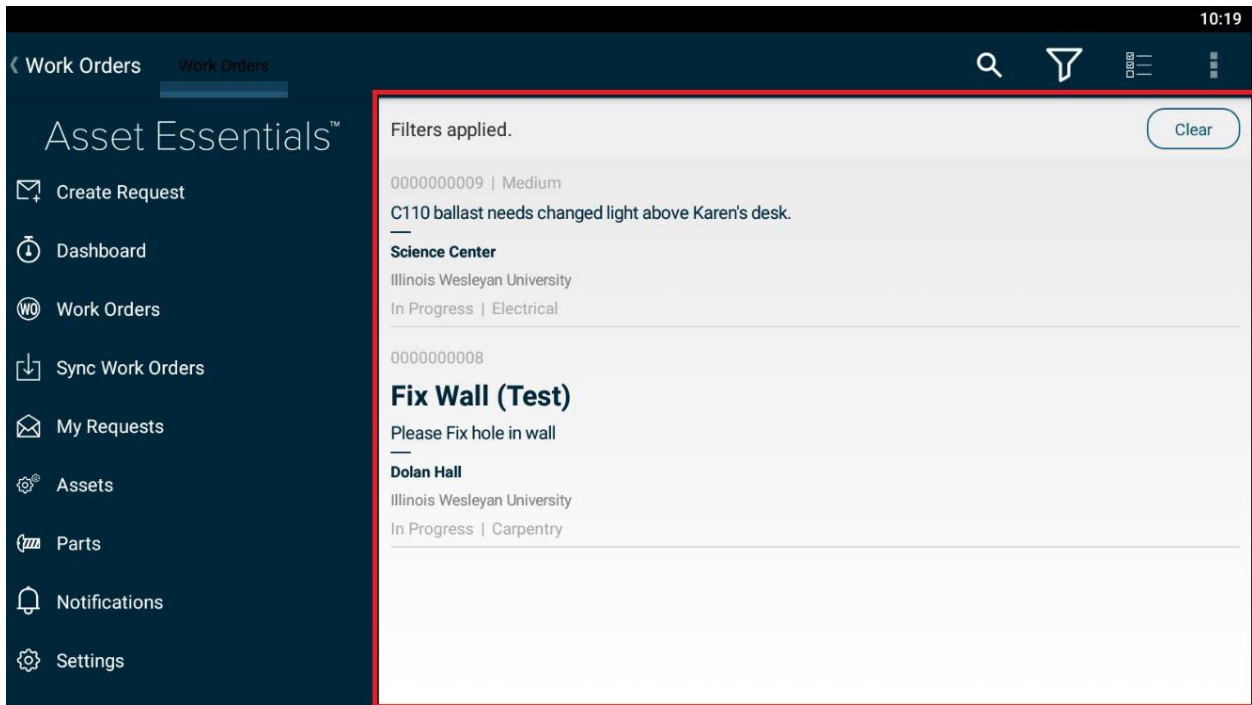 10:19
Work Orders
Work Orders
Asset Essentials™
Create Request
Dashboard
WO Work Orders
Sync Work Orders
My Requests
Assets
Parts
Notifications
Settings
Filters applied.
Clear
0000000009 | Medium
C110 ballast needs changed light above Karen's desk.
Science Center
Illinois Wesleyan University
In Progress | Electrical
0000000008
Fix Wall (Test)
Please Fix hole in wall
Dolan Hall
Illinois Wesleyan University
In Progress | Carpentry